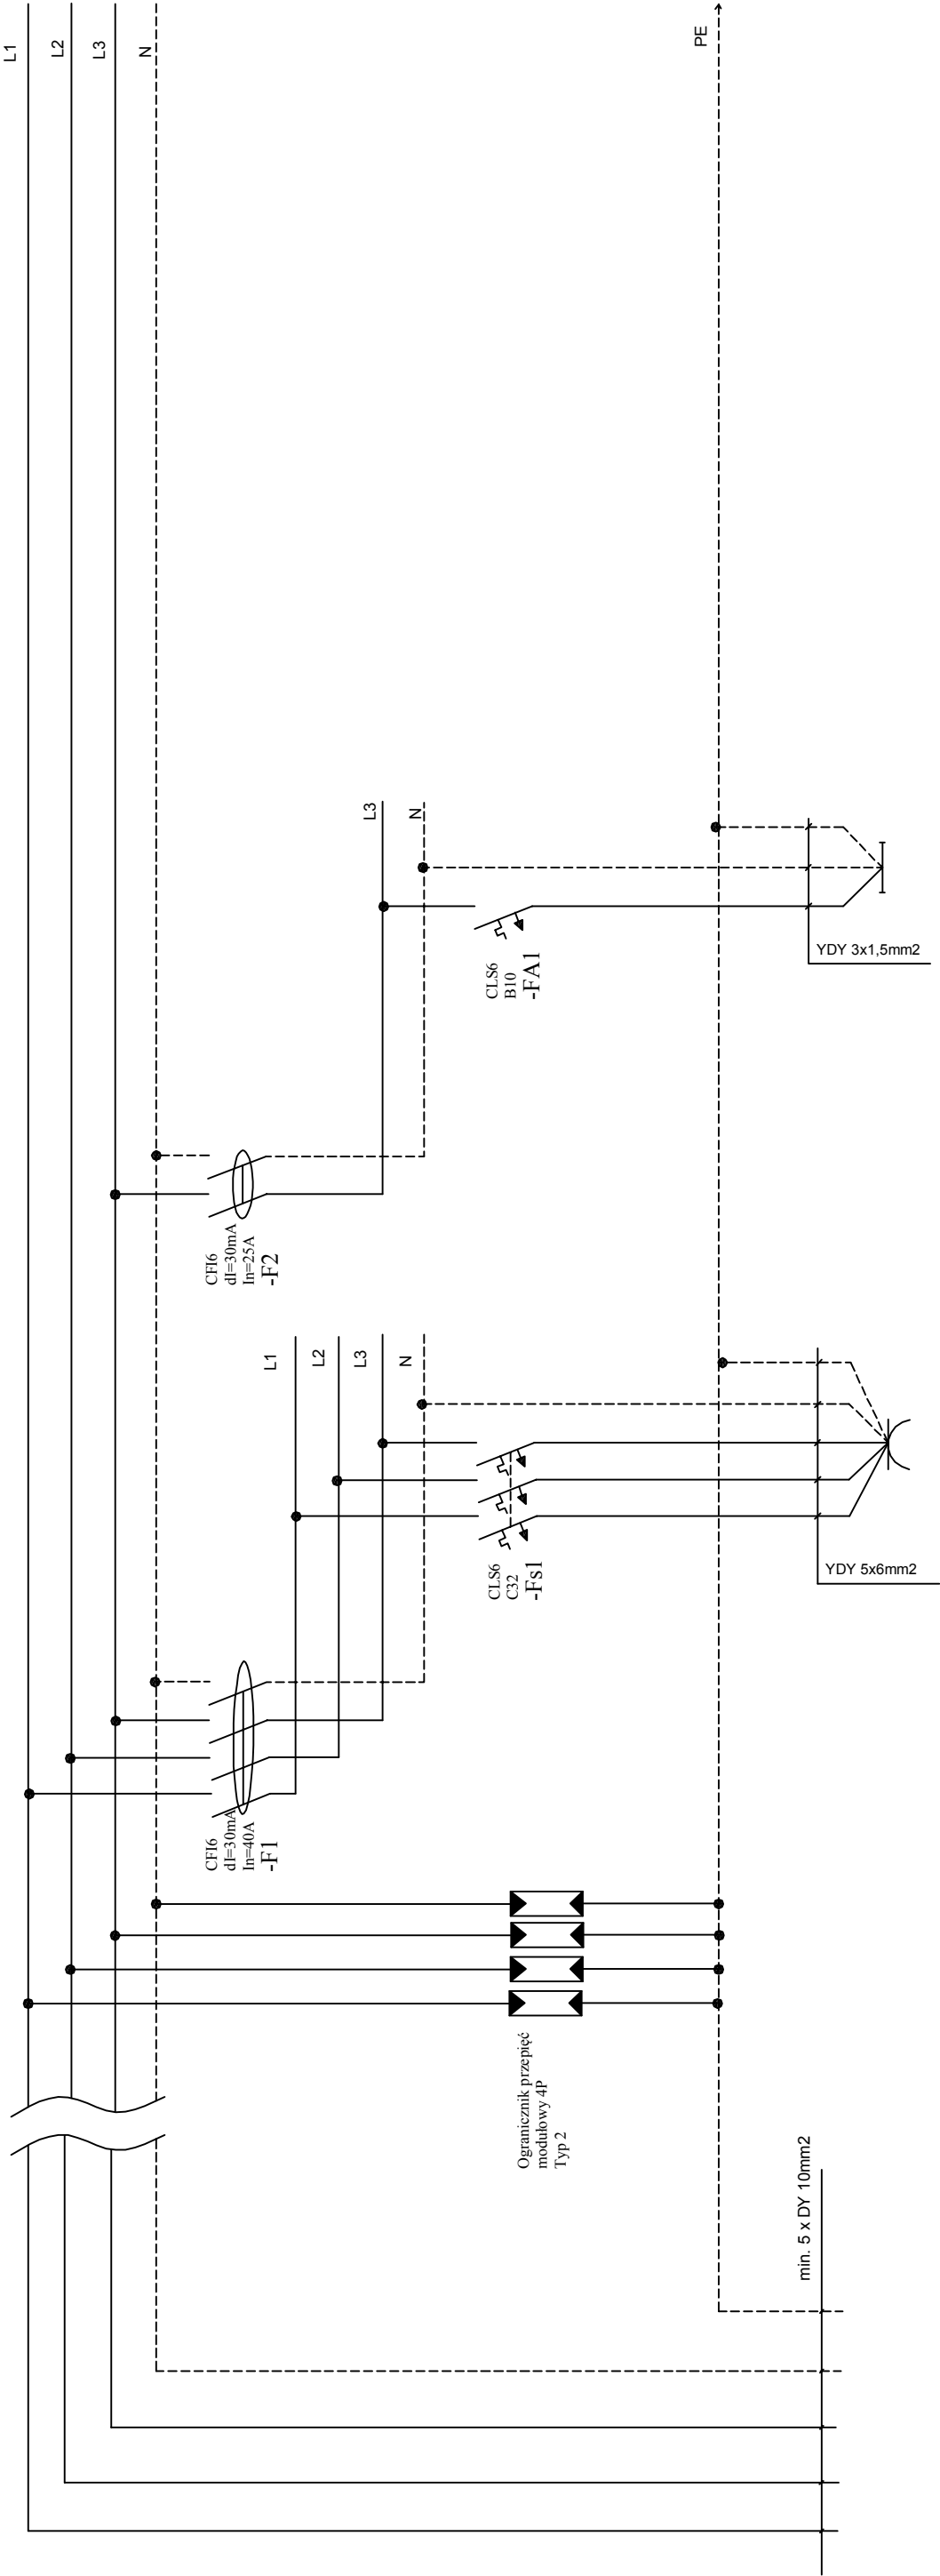 L1
L2
L3
N
PE
L3
N
CLS6
B10
-FA1
YDY 3x1,5mm2
CFI6
dI=30mA
In=25A
-F2
L1
L2
L3
N
CLS6
C32
-Fs1
YDY 5x6mm2
CFI6
dI=30mA
In=40A
-F1
Ogranicznik przepięć
modułowy 4P
Typ 2
min. 5 x DY 10mm2